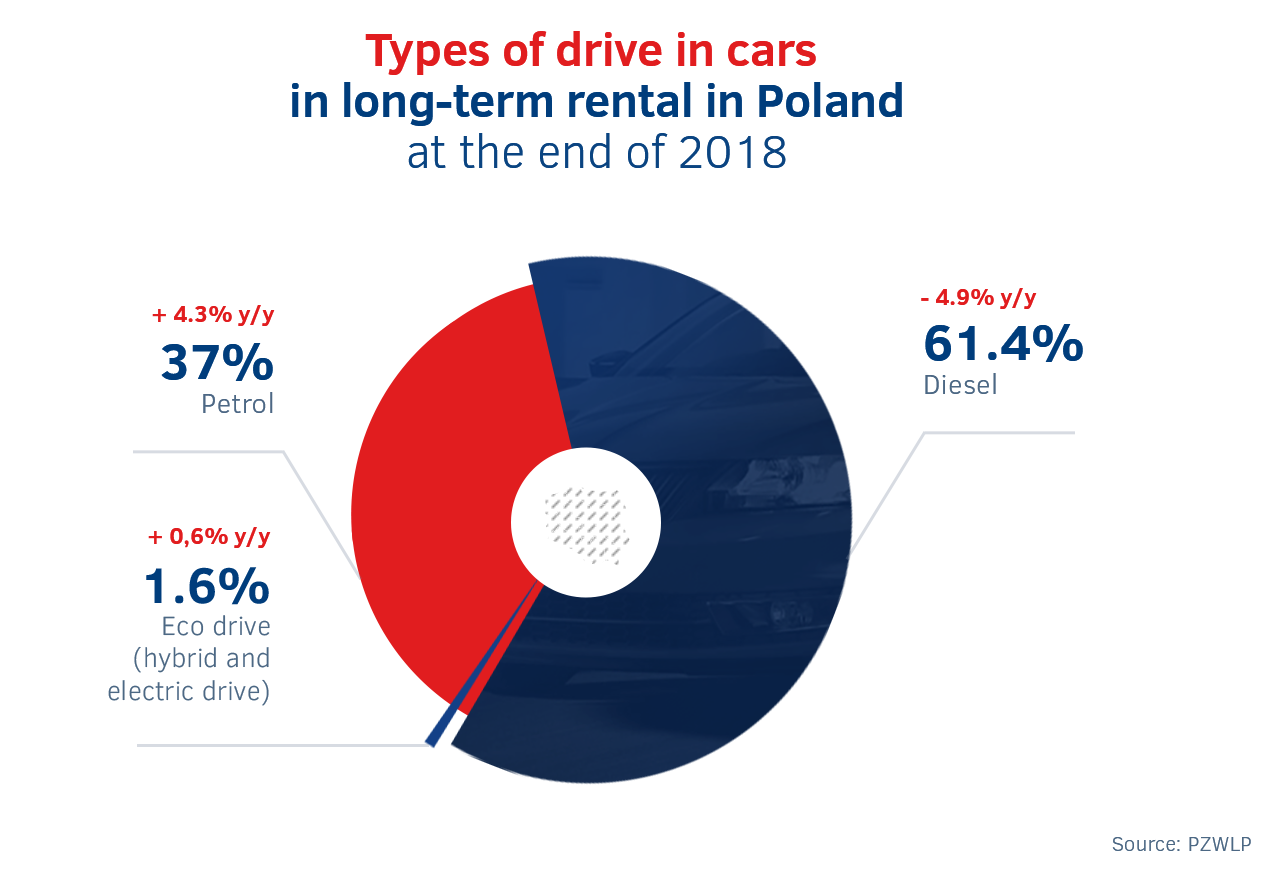 Types of drive in cars
in long-term rental in Poland
at the end of 2018
+ 4.3% y/y
37%
Petrol
- 4.9% y/y
61.4%
Diesel
+ 0,6% y/y
1.6%
Eco drive
(hybrid and
electric drive)
Source: PZWLP